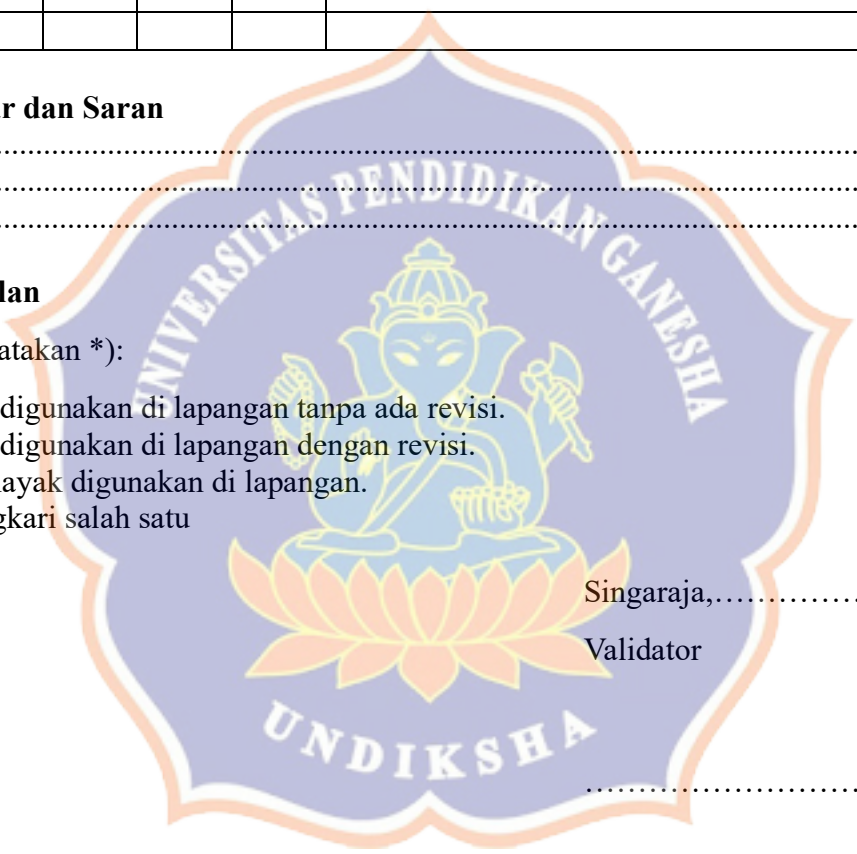 r dan Saran
................................................................................................
................................................................................................
................................................................................................
lan
atakan *):
digunakan di lapangan tanpa ada revisi.
digunakan di lapangan dengan revisi.
layak digunakan di lapangan.
gkari salah satu
Singaraja,..............
Validator
..........................
UNIVERSITAS PENDIDIKAN GANESHA
UNDIKSHA